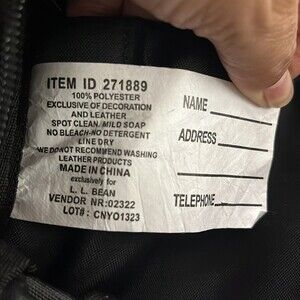 ITEM ID 271889
100% POLYESTER
EXCLUSIVE OF DECORATION
AND LEATHER
SPOT CLEAN/MILD SOAP
NO BLEACH-NO DETERGENT
LINE DRY
WE DO NOT RECOMMEND WASHING
LEATHER PRODUCTS
MADE IN CHINA
exclusively for
L. L. BEAN
VENDOR NR: 02322
LOT#: CNYO1323
NAME
ADDRESS
TELEPHONE